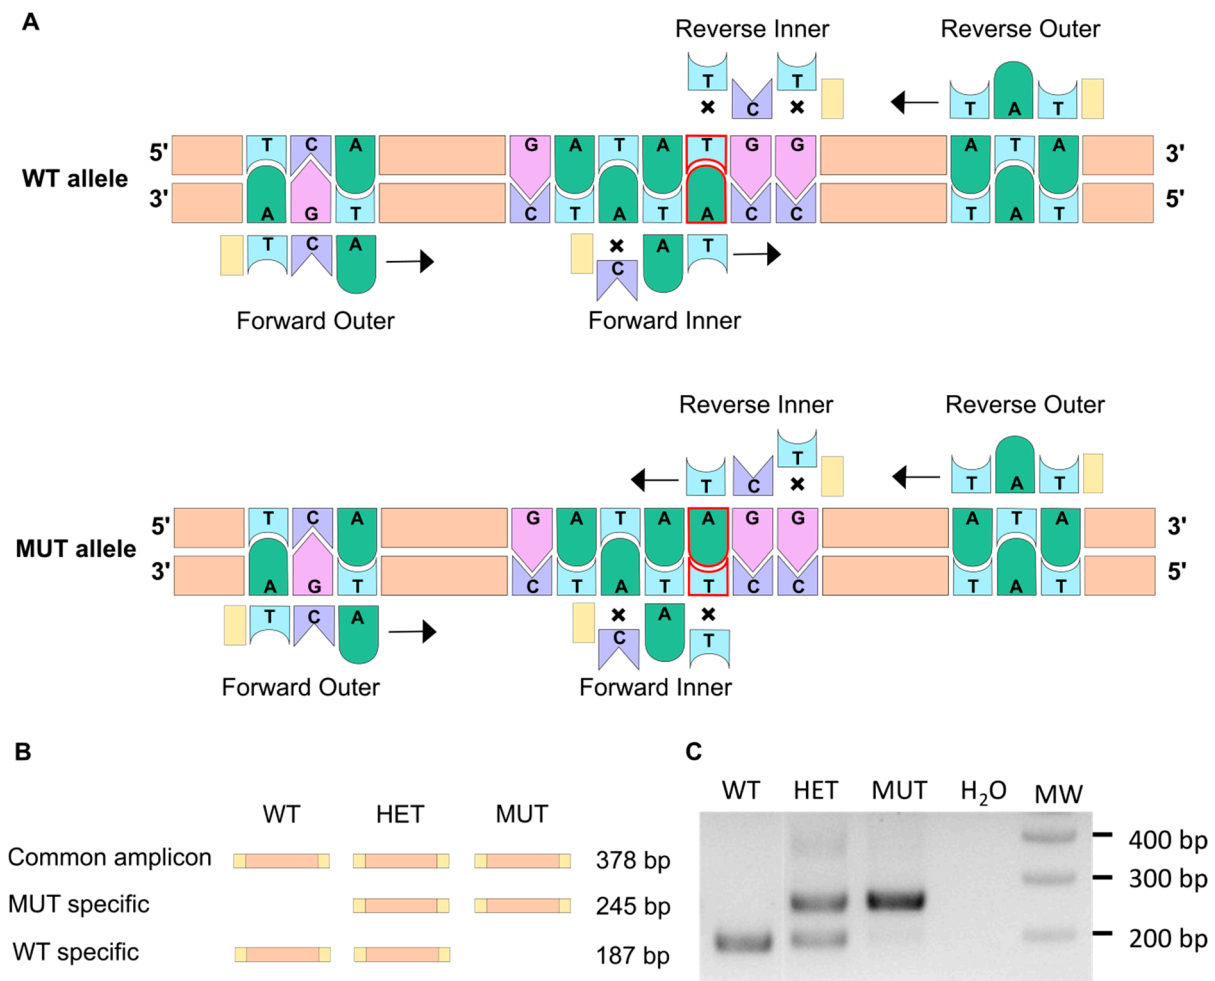 A
Reverse Inner Reverse Outer
T T
C T A T
5' T C A G A T A T G G A T A 3'
WT allele
3' A G T C T A T A C C T A T 5'
T C A A T
C
Forward Outer Forward Inner
Reverse Inner Reverse Outer
T
T C T A T
5' T C A G A T A A G G A T A 3'
MUT allele
3' A G T C T A T T C C T A T 5'
T C A A
C T
Forward Outer Forward Inner
B
WT HET MUT
Common amplicon 378 bp
MUT specific 245 bp
WT specific 187 bp
C
WT HET MUT H₂O MW
400 bp
300 bp
200 bp